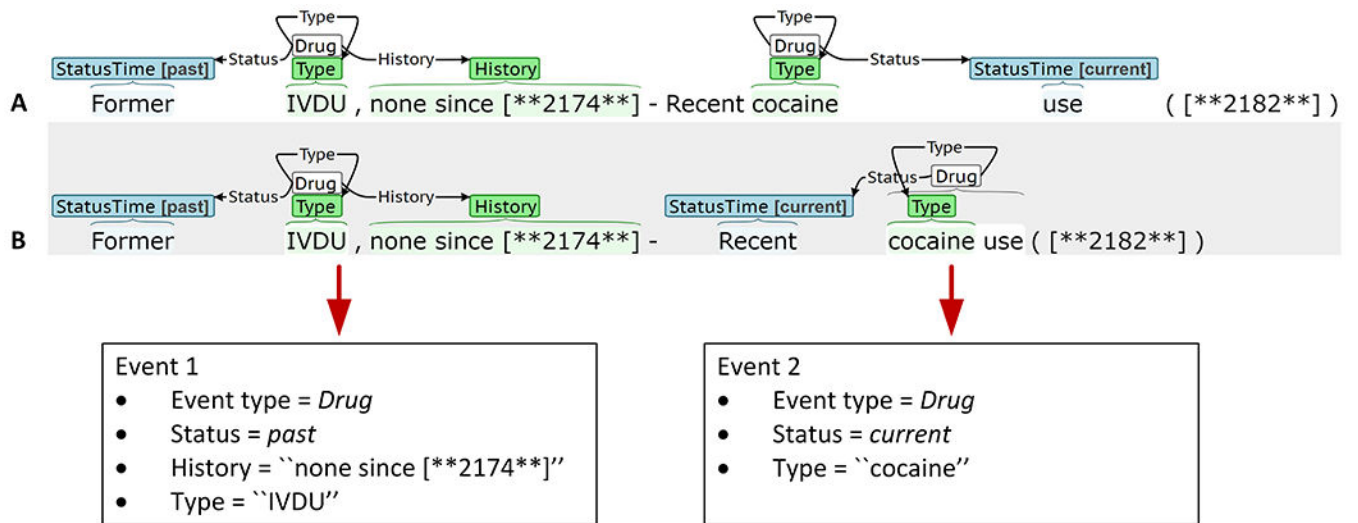 Type Type
Drug Drug
StatusTime [past] Status Type History History Type Status StatusTime [current]
A Former IVDU , none since [**2174**] - Recent cocaine use ( [**2182**] )
Type Type
Drug Status Drug
StatusTime [past] Status Type History History StatusTime [current] Type
B Former IVDU , none since [**2174**] - Recent cocaine use ( [**2182**] )
Event 1
• Event type = Drug
• Status = past
• History = ``none since [**2174**]’’
• Type = ``IVDU’’
Event 2
• Event type = Drug
• Status = current
• Type = ``cocaine’’